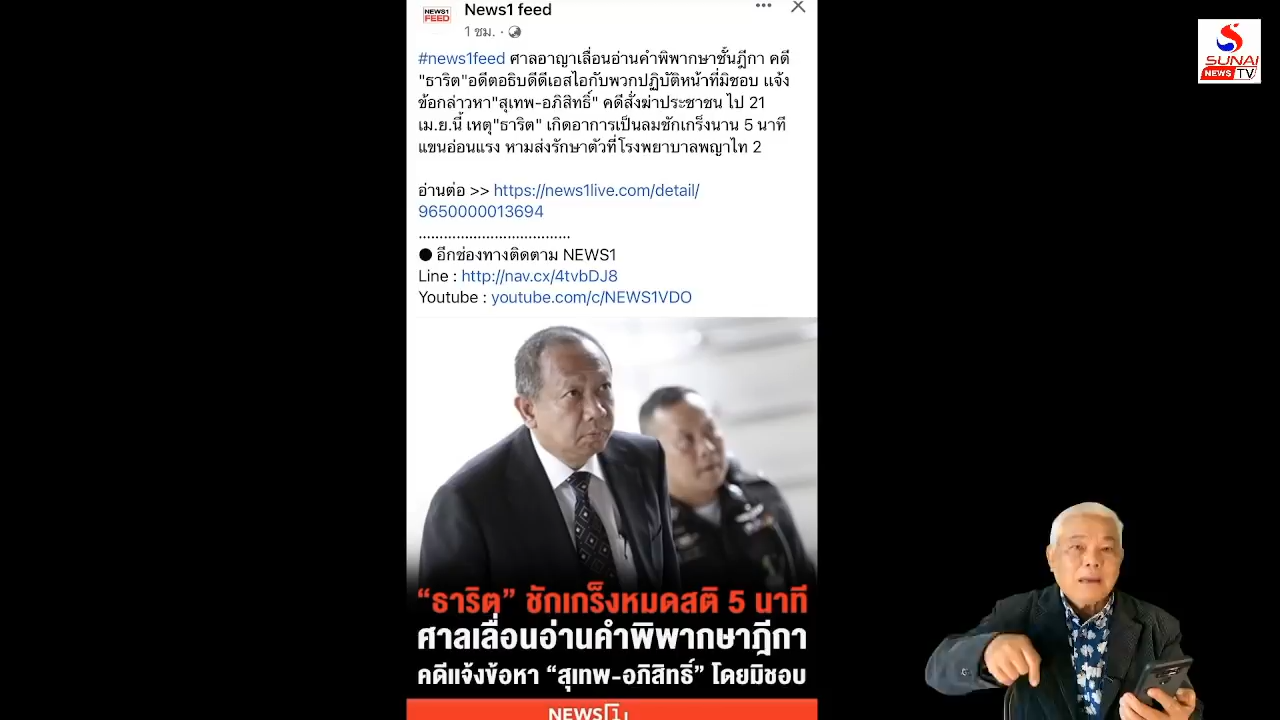 News1 feed
NEWS1
FEED
1 ชม. ·
#news1feed ศาลอาญาเลื่อนอ่านคำพิพากษาชั้นฎีกา คดี
"ธาริต"อดีตอธิบดีดีเอสไอกับพวกปฏิบัติหน้าที่มิชอบ แจ้ง
ข้อกล่าวหา"สุเทพ-อภิสิทธิ์" คดีสั่งฆ่าประชาชน ไป 21
เม.ย.นี้ เหตุ"ธาริต" เกิดอาการเป็นลมชักเกร็งนาน 5 นาที
แขนอ่อนแรง หามส่งรักษาตัวที่โรงพยาบาลพญาไท 2
อ่านต่อ >> https://news1live.com/detail/
9650000013694
....................................
● อีกช่องทางติดตาม NEWS1
Line : http://nav.cx/4tvbDJ8
Youtube : youtube.com/c/NEWS1VDO
“ธาริต” ชักเกร็งหมดสติ 5 นาที
ศาลเลื่อนอ่านคำพิพากษาฎีกา
คดีแจ้งข้อหา “สุเทพ-อภิสิทธิ์” โดยมิชอบ
NEWS1
SUNAI
NEWS TV